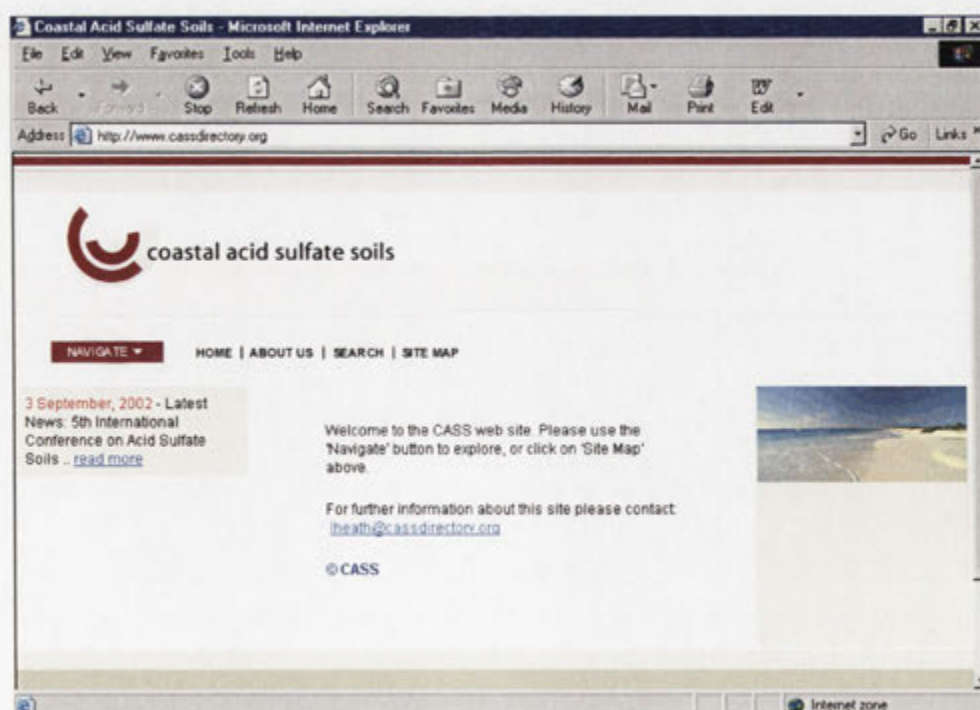 Coastal Acid Sulfate Soils - Microsoft Internet Explorer
File Edit View Favorites Tools Help
Back Forward Stop Refresh Home Search Favorites Media History Mail Print Edit
Address http://www.cassdirectory.org Go Links »
coastal acid sulfate soils
NAVIGATE HOME | ABOUT US | SEARCH | SITE MAP
3 September, 2002 - Latest
News: 5th International
Conference on Acid Sulfate
Soils .. read more
Welcome to the CASS web site. Please use the
'Navigate' button to explore, or click on 'Site Map'
above.
For further information about this site please contact
lheath@cassdirectory.org
© CASS
Internet zone